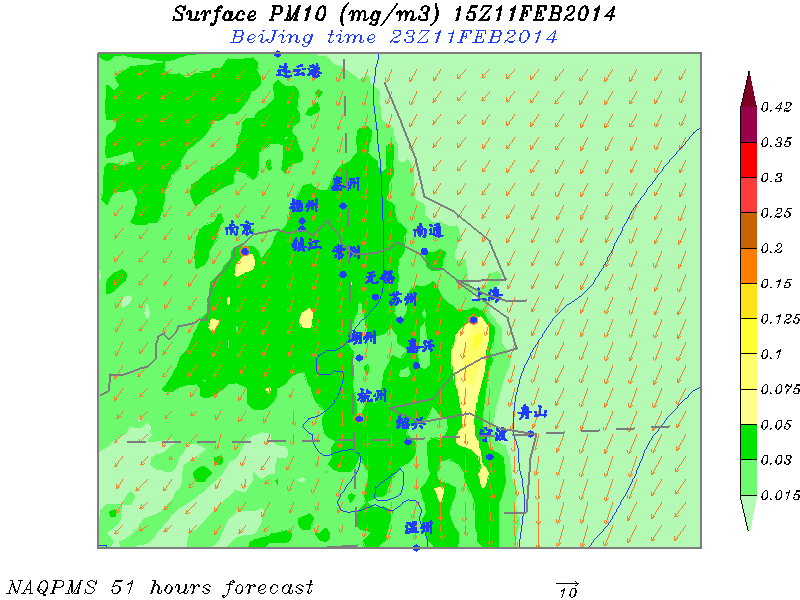 Surface PM10 (mg/m3) 15Z11FEB2014
BeiJing time 23Z11FEB2014
连云港
0.42
0.35
0.3
0.25
0.2
0.15
0.125
0.1
0.075
0.05
0.03
0.015
泰州
扬州
南京
镇江
常州
南通
无锡
苏州
上海
湖州
嘉兴
杭州
绍兴
舟山
宁波
温州
NAQPMS 51 hours forecast
10